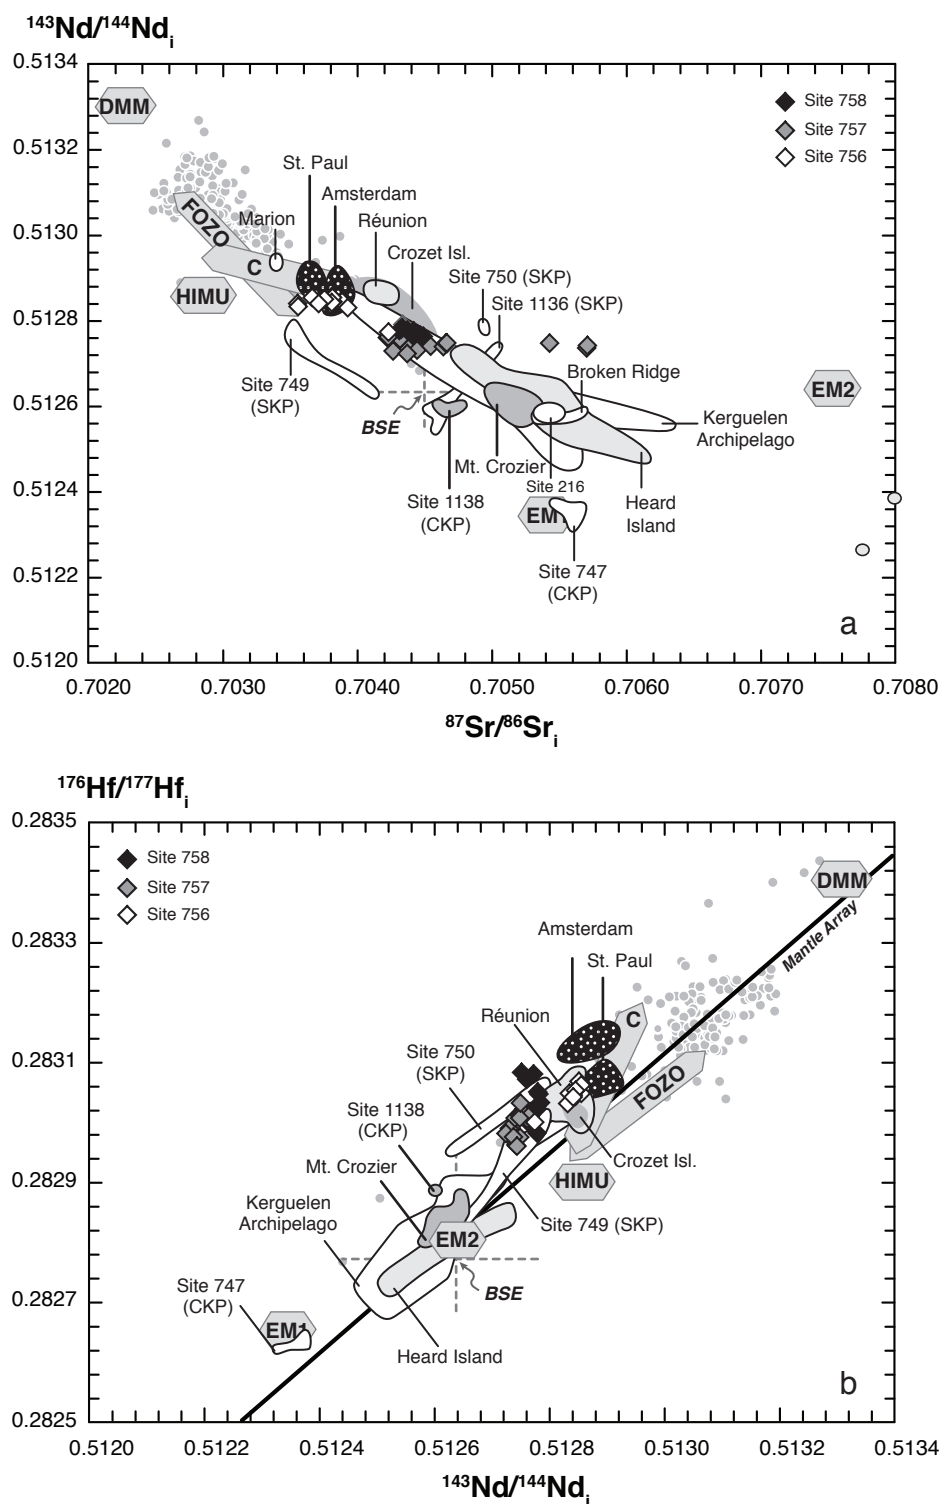 143Nd/144Ndi
0.5134
DMM
Site 758
Site 757
Site 756
0.5132
St. Paul
Amsterdam
FOZO
Marion
Réunion
0.5130
Crozet Isl.
C
Site 750 (SKP)
HIMU
Site 1136 (SKP)
0.5128
Broken Ridge
Site 749
(SKP)
EM2
0.5126
BSE
Kerguelen
Archipelago
Mt. Crozier
Site 216
0.5124
Site 1138
(CKP)
Heard
Island
EM1
Site 747
(CKP)
0.5122
a
0.5120
0.7020 0.7030 0.7040 0.7050 0.7060 0.7070 0.7080
87Sr/86Sri
176Hf/177Hfi
0.2835
Site 758
Site 757
Site 756
DMM
Mantle Array
0.2833
Amsterdam
St. Paul
Réunion
C
0.2831
Site 750
(SKP)
FOZO
Site 1138
(CKP)
Mt. Crozier
Crozet Isl.
0.2829
HIMU
Kerguelen
Archipelago
Site 749 (SKP)
EM2
BSE
Site 747
(CKP)
0.2827
EM1
Heard Island
b
0.2825
0.5120 0.5122 0.5124 0.5126 0.5128 0.5130 0.5132 0.5134
143Nd/144Ndi